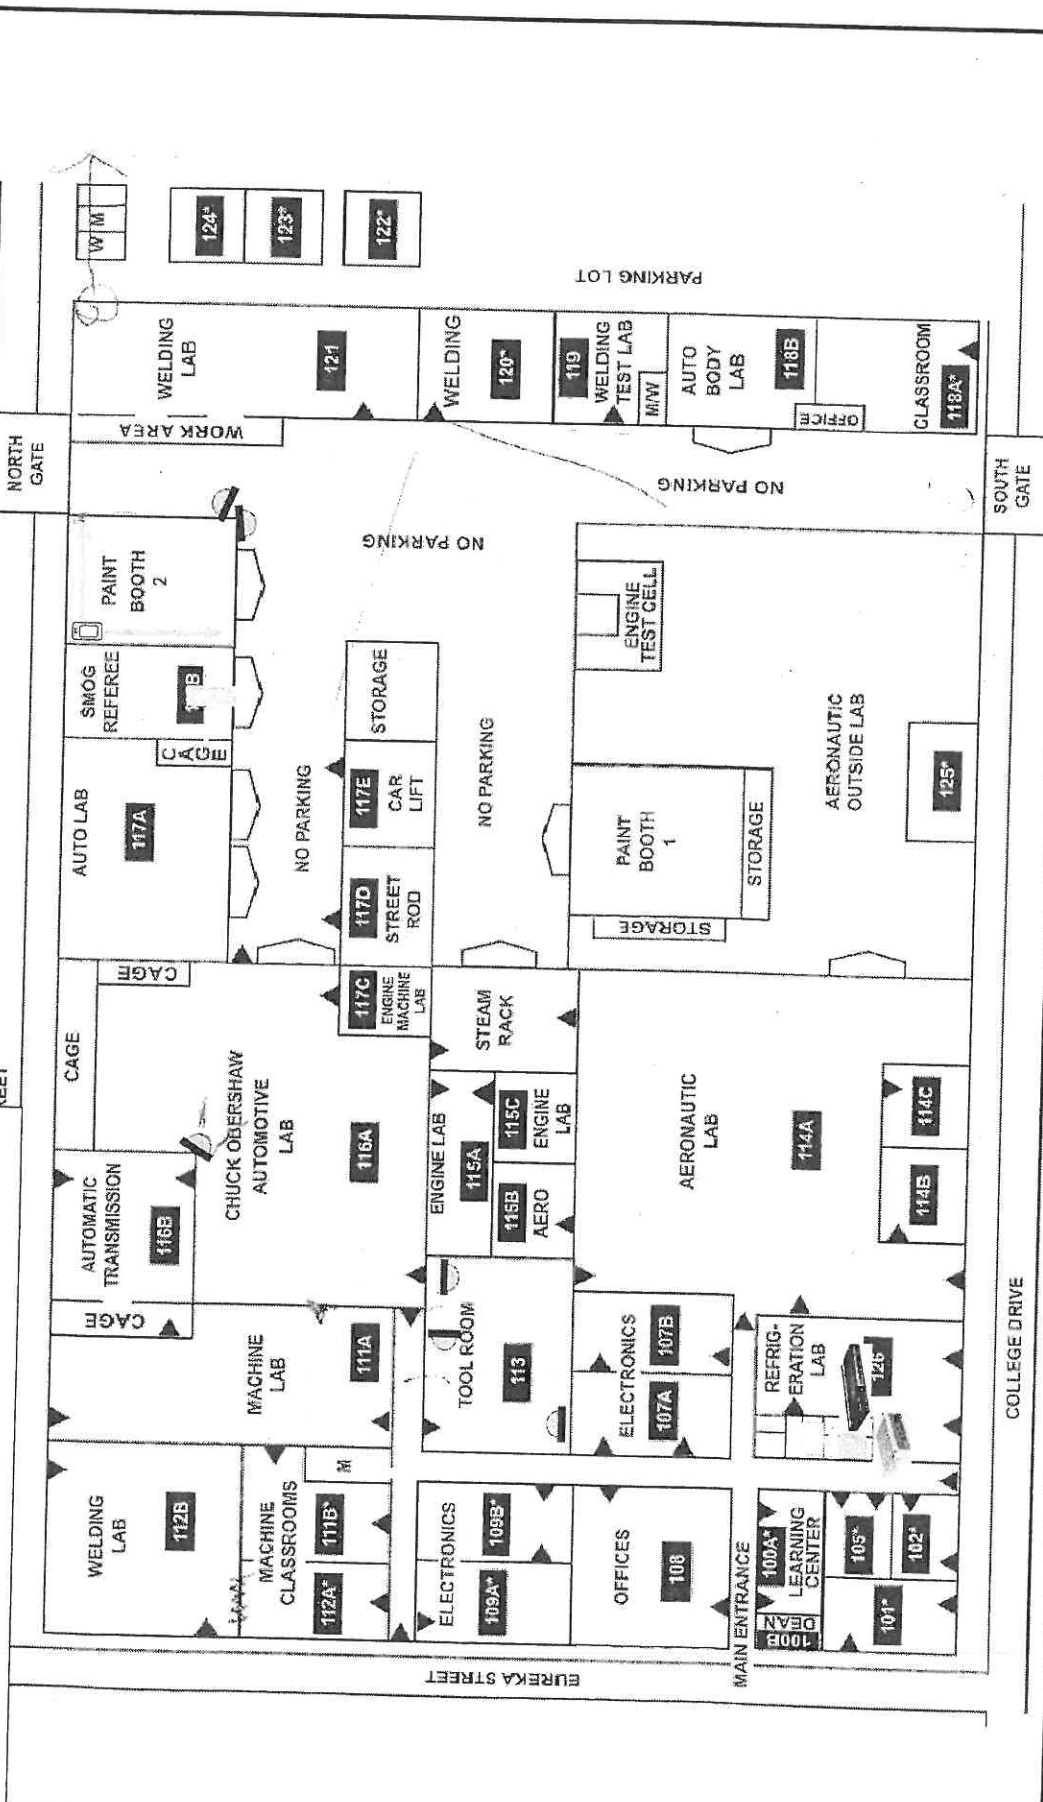 NORTH
GATE
W M
124*
123*
122*
PARKING LOT
WELDING
LAB
121
WELDING
120*
119
WELDING
TEST LAB
M/W
AUTO
BODY
LAB
118B
OFFICE
CLASSROOM
118A*
WORK AREA
NO PARKING
NO PARKING
SOUTH
GATE
PAINT
BOOTH
2
SMOG
REFEREE
B
CAGE
AUTO LAB
117A
NO PARKING
STORAGE
117E
CAR
LIFT
117D
STREET
ROD
117C
ENGINE
MACHINE
LAB
NO PARKING
ENGINE
TEST CELL
PAINT
BOOTH
1
STORAGE
STORAGE
AERONAUTIC
OUTSIDE LAB
125*
CAGE
CAGE
CHUCK OBERSHAW
AUTOMOTIVE
LAB
116A
AUTOMATIC
TRANSMISSION
116B
CAGE
STEAM
RACK
ENGINE LAB
115A
115C
ENGINE
LAB
115B
AERO
AERONAUTIC
LAB
114A
114C
114B
MACHINE
LAB
111A
TOOL ROOM
113
ELECTRONICS
107B
107A
REFRIG-
ERATION
LAB
126
WELDING
LAB
112B
MACHINE
CLASSROOMS
M
111B*
112A*
ELECTRONICS
109B*
109A*
OFFICES
108
MAIN ENTRANCE
100A*
LEARNING
CENTER
DEAN
100B
105*
102*
101*
EUREKA STREET
COLLEGE DRIVE